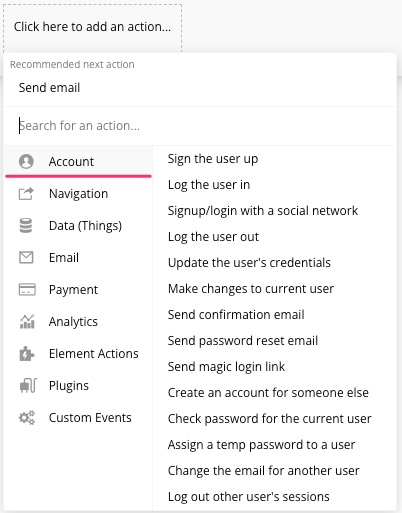 Click here to add an action...
Recommended next action
Send email
Search for an action...
Account
Navigation
Data (Things)
Email
Payment
Analytics
Element Actions
Plugins
Custom Events
Sign the user up
Log the user in
Signup/login with a social network
Log the user out
Update the user's credentials
Make changes to current user
Send confirmation email
Send password reset email
Send magic login link
Create an account for someone else
Check password for the current user
Assign a temp password to a user
Change the email for another user
Log out other user's sessions